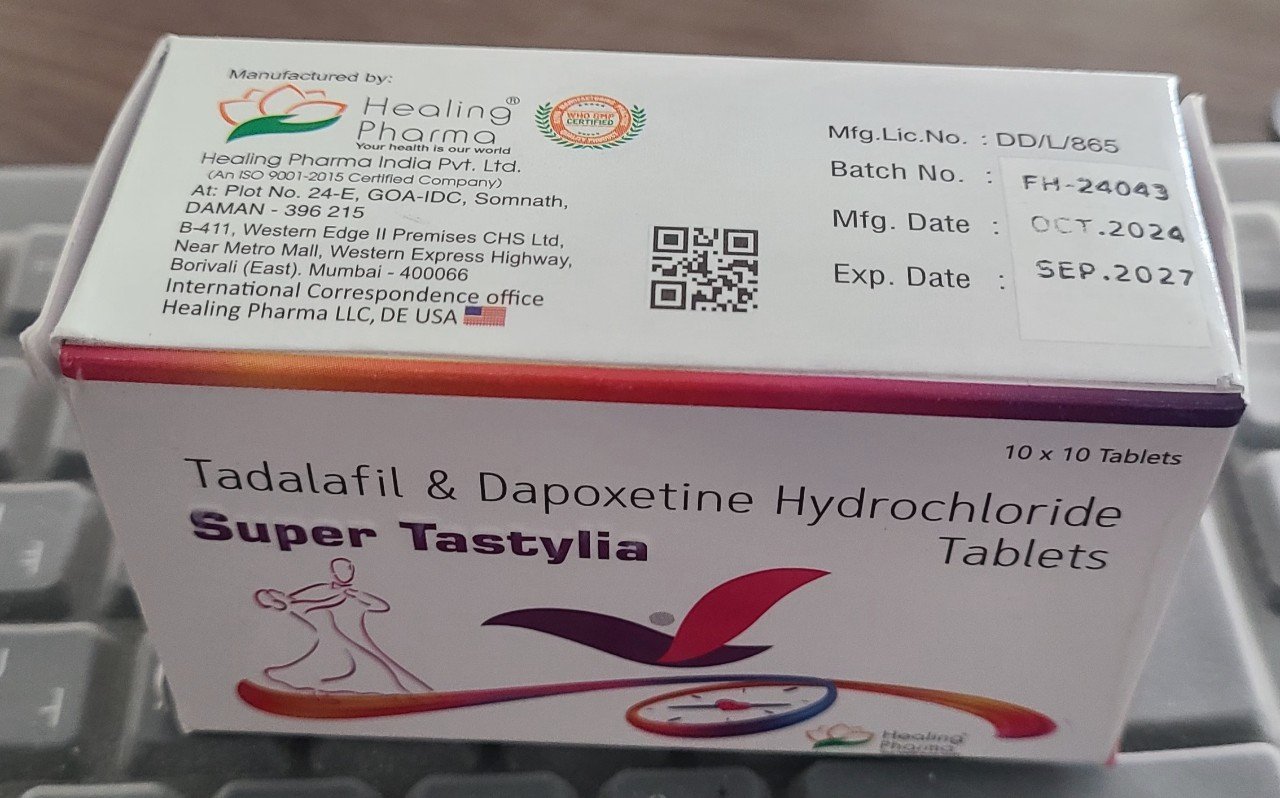 Manufactured by:
Healing®
Pharma
Your health is our world
WHO GMP
CERTIFIED
Healing Pharma India Pvt. Ltd.
(An ISO 9001-2015 Certified Company)
At: Plot No. 24-E, GOA-IDC, Somnath,
DAMAN - 396 215
B-411, Western Edge II Premises CHS Ltd,
Near Metro Mall, Western Express Highway,
Borivali (East). Mumbai - 400066
International Correspondence office
Healing Pharma LLC, DE USA
Mfg.Lic.No. : DD/L/865
Batch No. : FH-24043
Mfg. Date : OCT.2024
Exp. Date : SEP.2027
10 x 10 Tablets
Tadalafil & Dapoxetine Hydrochloride
Tablets
Super Tastylia
Healing
Pharma